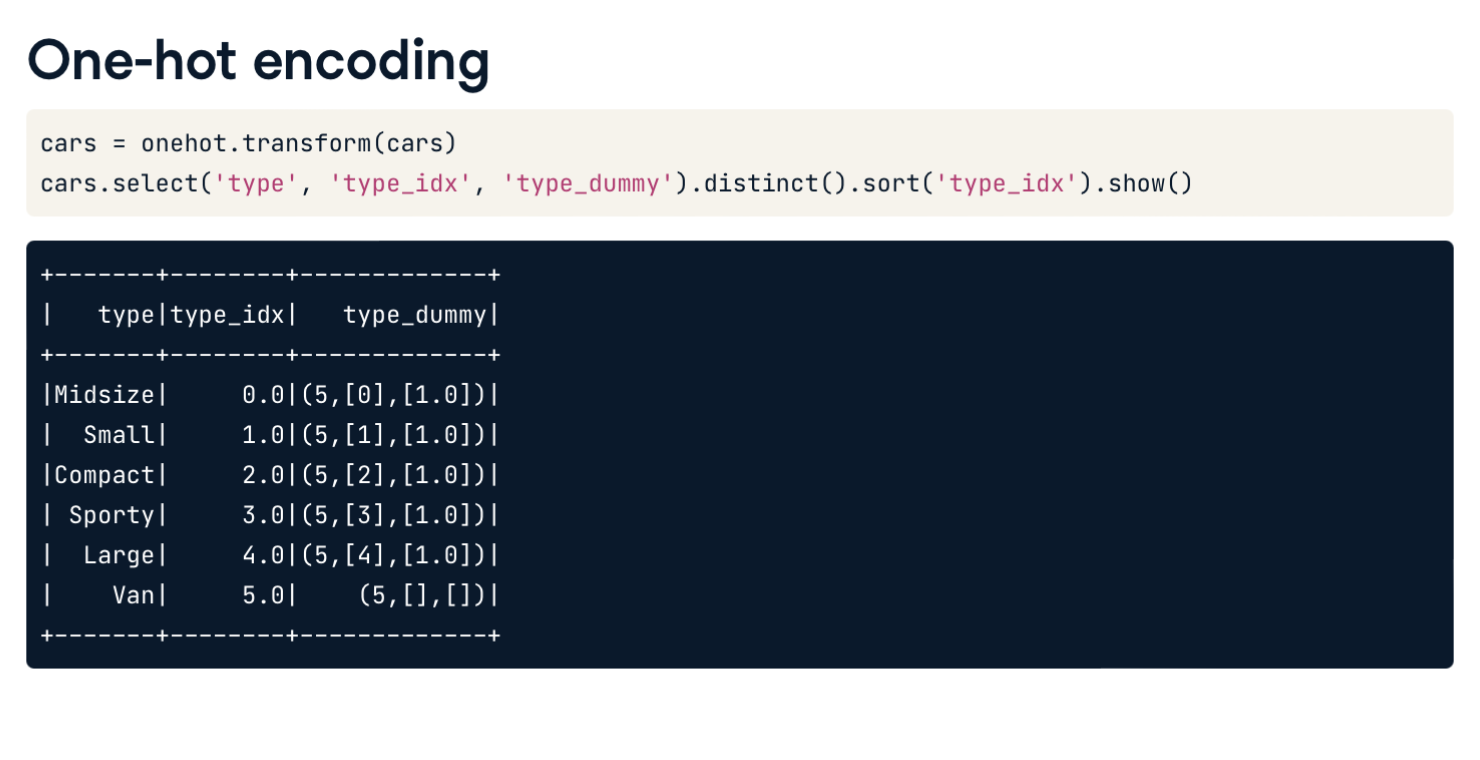 One-hot encoding
cars = onehot.transform(cars)
cars.select('type', 'type_idx', 'type_dummy').distinct().sort('type_idx').show()
+-------+--------+-------------+
|   type|type_idx|   type_dummy|
+-------+--------+-------------+
|Midsize|     0.0|(5,[0],[1.0])|
|  Small|     1.0|(5,[1],[1.0])|
|Compact|     2.0|(5,[2],[1.0])|
| Sporty|     3.0|(5,[3],[1.0])|
|  Large|     4.0|(5,[4],[1.0])|
|    Van|     5.0|    (5,[],[])|
+-------+--------+-------------+